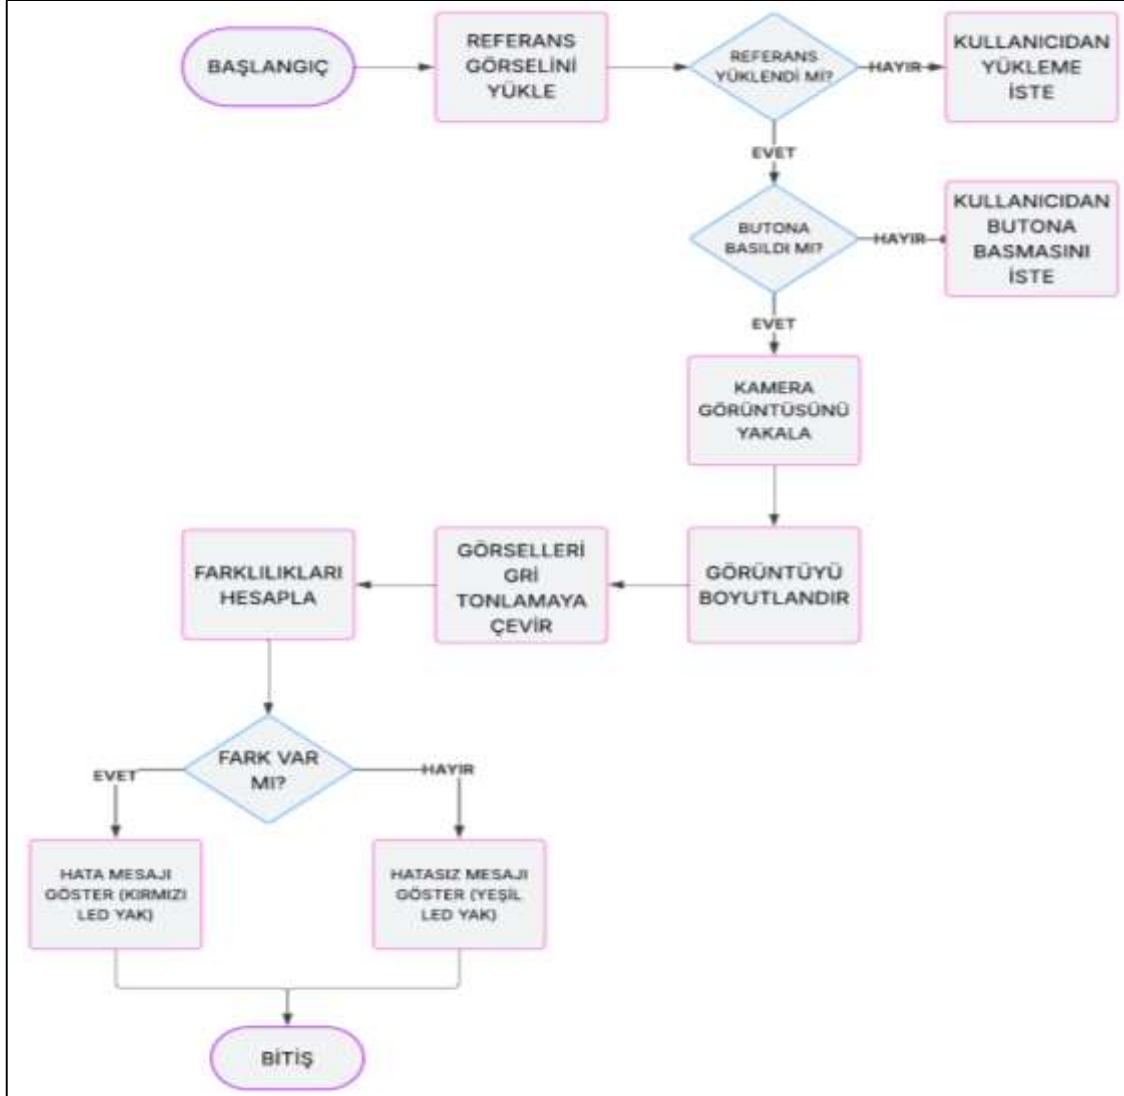 BAŞLANGIÇ
REFERANS
GÖRSELİNİ
YÜKLE
REFERANS
YÜKLENDİ Mİ?
HAYIR
KULLANICIDAN
YÜKLEME
İSTE
EVET
BUTONA
BASILDI MI?
HAYIR
KULLANICIDAN
BUTONA
BASMASINI
İSTE
EVET
KAMERA
GÖRÜNTÜSÜNÜ
YAKALA
GÖRÜNTÜYÜ
BOYUTLANDIR
GÖRSELLERİ
GRİ
TONLAMAYA
ÇEVİR
FARKLILIKLARI
HESAPLA
FARK VAR
MI?
EVET
HAYIR
HATA MESAJI
GÖSTER (KIRMIZI
LED YAK)
HATASIZ MESAJI
GÖSTER (YEŞİL
LED YAK)
BİTİŞ